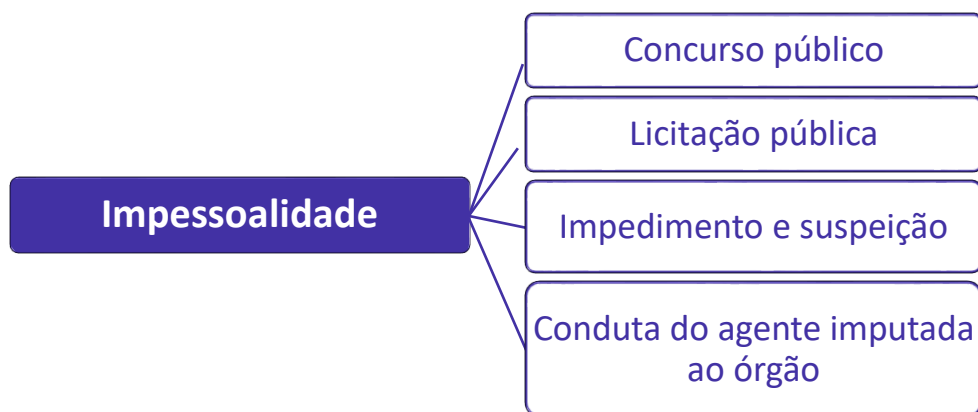 Impessoalidade
Concurso público
Licitação pública
Impedimento e suspeição
Conduta do agente imputada
ao órgão